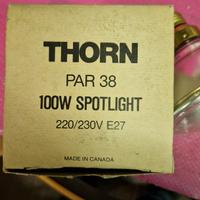 THORN
PAR 38
100W SPOTLIGHT
220/230V E27
MADE IN CANADA